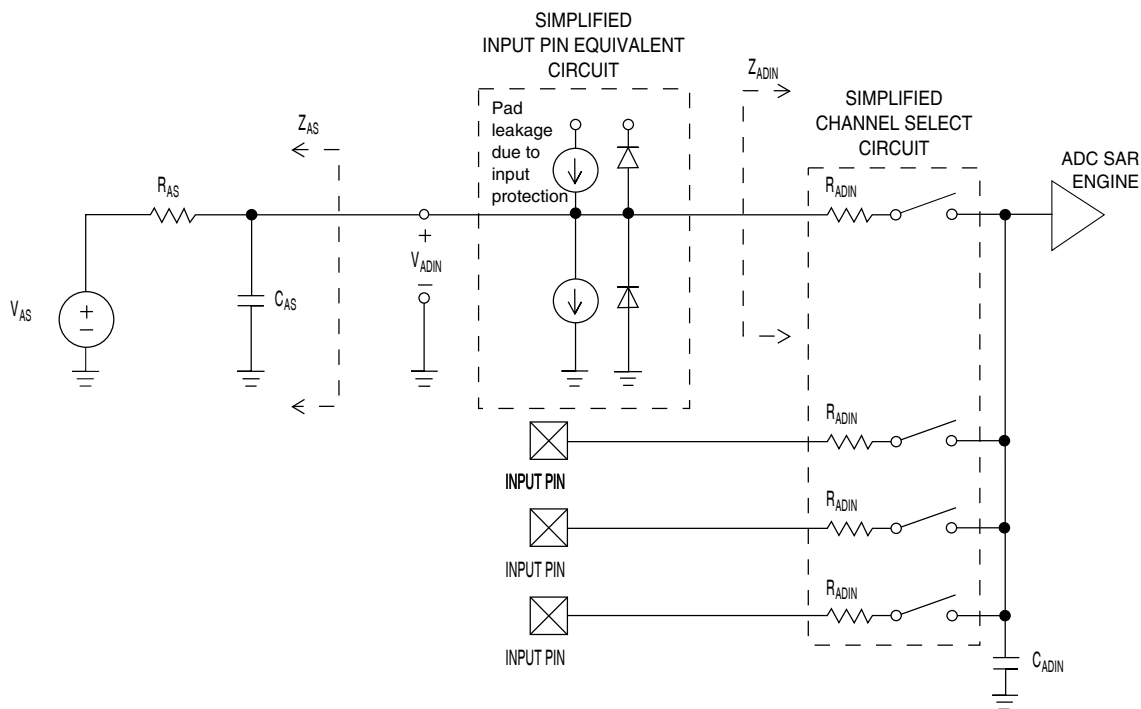 SIMPLIFIED
INPUT PIN EQUIVALENT
CIRCUIT
Pad
leakage
due to
input
protection
ZAS
ZADIN
SIMPLIFIED
CHANNEL SELECT
CIRCUIT
ADC SAR
ENGINE
RAS
RADIN
+
VADIN
–
CAS
VAS
+
–
RADIN
INPUT PIN
RADIN
INPUT PIN
RADIN
INPUT PIN
CADIN